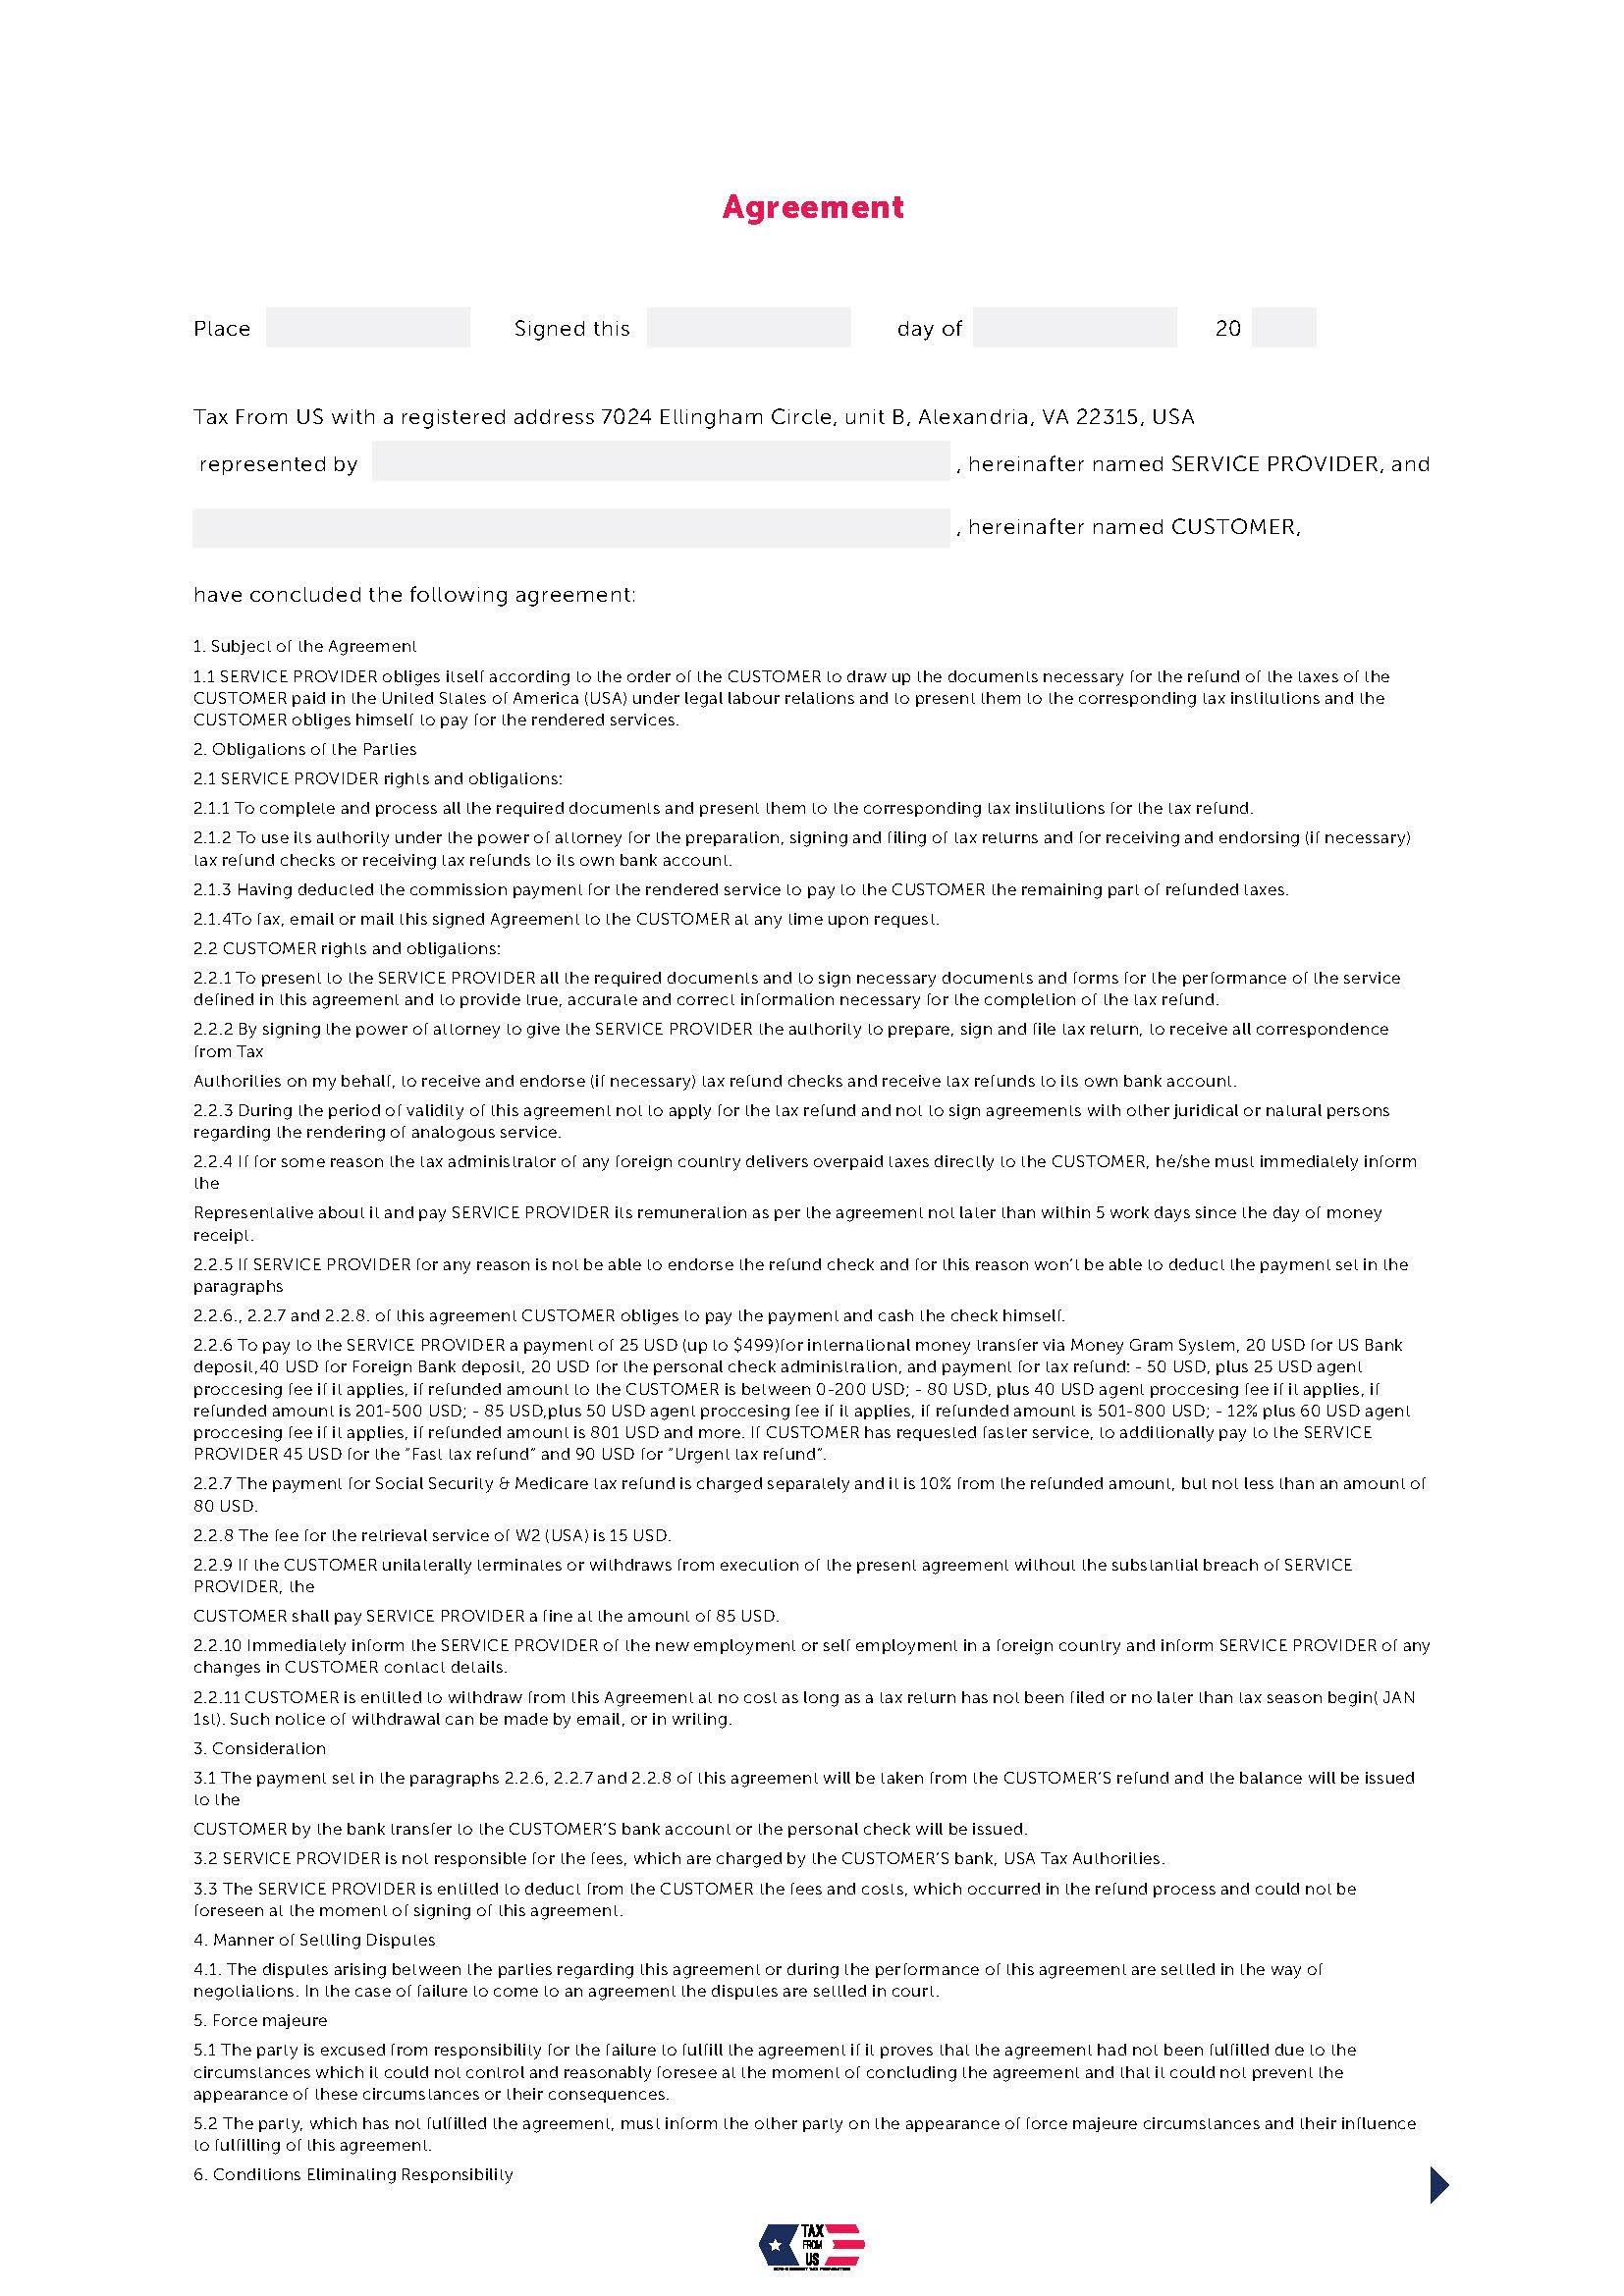 Agreement
Place Signed this day of 20
Tax From US with a registered address 7024 Ellingham Circle, unit B, Alexandria, VA 22315, USA
represented by , hereinafter named SERVICE PROVIDER, and
, hereinafter named CUSTOMER,
have concluded the following agreement:
1. Subject of the Agreement
1.1 SERVICE PROVIDER obliges itself according to the order of the CUSTOMER to draw up the documents necessary for the refund of the taxes of the
CUSTOMER paid in the United States of America (USA) under legal labour relations and to present them to the corresponding tax institutions and the
CUSTOMER obliges himself to pay for the rendered services.
2. Obligations of the Parties
2.1 SERVICE PROVIDER rights and obligations:
2.1.1 To complete and process all the required documents and present them to the corresponding tax institutions for the tax refund.
2.1.2 To use its authority under the power of attorney for the preparation, signing and filing of tax returns and for receiving and endorsing (if necessary)
tax refund checks or receiving tax refunds to its own bank account.
2.1.3 Having deducted the commission payment for the rendered service to pay to the CUSTOMER the remaining part of refunded taxes.
2.1.4To fax, email or mail this signed Agreement to the CUSTOMER at any time upon request.
2.2 CUSTOMER rights and obligations:
2.2.1 To present to the SERVICE PROVIDER all the required documents and to sign necessary documents and forms for the performance of the service
defined in this agreement and to provide true, accurate and correct information necessary for the completion of the tax refund.
2.2.2 By signing the power of attorney to give the SERVICE PROVIDER the authority to prepare, sign and file tax return, to receive all correspondence
from Tax
Authorities on my behalf, to receive and endorse (if necessary) tax refund checks and receive tax refunds to its own bank account.
2.2.3 During the period of validity of this agreement not to apply for the tax refund and not to sign agreements with other juridical or natural persons
regarding the rendering of analogous service.
2.2.4 If for some reason the tax administrator of any foreign country delivers overpaid taxes directly to the CUSTOMER, he/she must immediately inform
the
Representative about it and pay SERVICE PROVIDER its remuneration as per the agreement not later than within 5 work days since the day of money
receipt.
2.2.5 If SERVICE PROVIDER for any reason is not be able to endorse the refund check and for this reason won't be able to deduct the payment set in the
paragraphs
2.2.6., 2.2.7 and 2.2.8. of this agreement CUSTOMER obliges to pay the payment and cash the check himself.
2.2.6 To pay to the SERVICE PROVIDER a payment of 25 USD (up to $499)for international money transfer via Money Gram System, 20 USD for US Bank
deposit,40 USD for Foreign Bank deposit, 20 USD for the personal check administration, and payment for tax refund: - 50 USD, plus 25 USD agent
proccesing fee if it applies, if refunded amount to the CUSTOMER is between 0-200 USD; - 80 USD, plus 40 USD agent proccesing fee if it applies, if
refunded amount is 201-500 USD; - 85 USD,plus 50 USD agent proccesing fee if it applies, if refunded amount is 501-800 USD; - 12% plus 60 USD agent
proccesing fee if it applies, if refunded amount is 801 USD and more. If CUSTOMER has requested faster service, to additionally pay to the SERVICE
PROVIDER 45 USD for the "Fast tax refund" and 90 USD for "Urgent tax refund".
2.2.7 The payment for Social Security & Medicare tax refund is charged separately and it is 10% from the refunded amount, but not less than an amount of
80 USD.
2.2.8 The fee for the retrieval service of W2 (USA) is 15 USD.
2.2.9 If the CUSTOMER unilaterally terminates or withdraws from execution of the present agreement without the substantial breach of SERVICE
PROVIDER, the
CUSTOMER shall pay SERVICE PROVIDER a fine at the amount of 85 USD.
2.2.10 Immediately inform the SERVICE PROVIDER of the new employment or self employment in a foreign country and inform SERVICE PROVIDER of any
changes in CUSTOMER contact details.
2.2.11 CUSTOMER is entitled to withdraw from this Agreement at no cost as long as a tax return has not been filed or no later than tax season begin( JAN
1st). Such notice of withdrawal can be made by email, or in writing.
3. Consideration
3.1 The payment set in the paragraphs 2.2.6, 2.2.7 and 2.2.8 of this agreement will be taken from the CUSTOMER'S refund and the balance will be issued
to the
CUSTOMER by the bank transfer to the CUSTOMER'S bank account or the personal check will be issued.
3.2 SERVICE PROVIDER is not responsible for the fees, which are charged by the CUSTOMER'S bank, USA Tax Authorities.
3.3 The SERVICE PROVIDER is entitled to deduct from the CUSTOMER the fees and costs, which occurred in the refund process and could not be
foreseen at the moment of signing of this agreement.
4. Manner of Settling Disputes
4.1. The disputes arising between the parties regarding this agreement or during the performance of this agreement are settled in the way of
negotiations. In the case of failure to come to an agreement the disputes are settled in court.
5. Force majeure
5.1 The party is excused from responsibility for the failure to fulfill the agreement if it proves that the agreement had not been fulfilled due to the
circumstances which it could not control and reasonably foresee at the moment of concluding the agreement and that it could not prevent the
appearance of these circumstances or their consequences.
5.2 The party, which has not fulfilled the agreement, must inform the other party on the appearance of force majeure circumstances and their influence
to fulfilling of this agreement.
6. Conditions Eliminating Responsibility
TAX
FROM
US